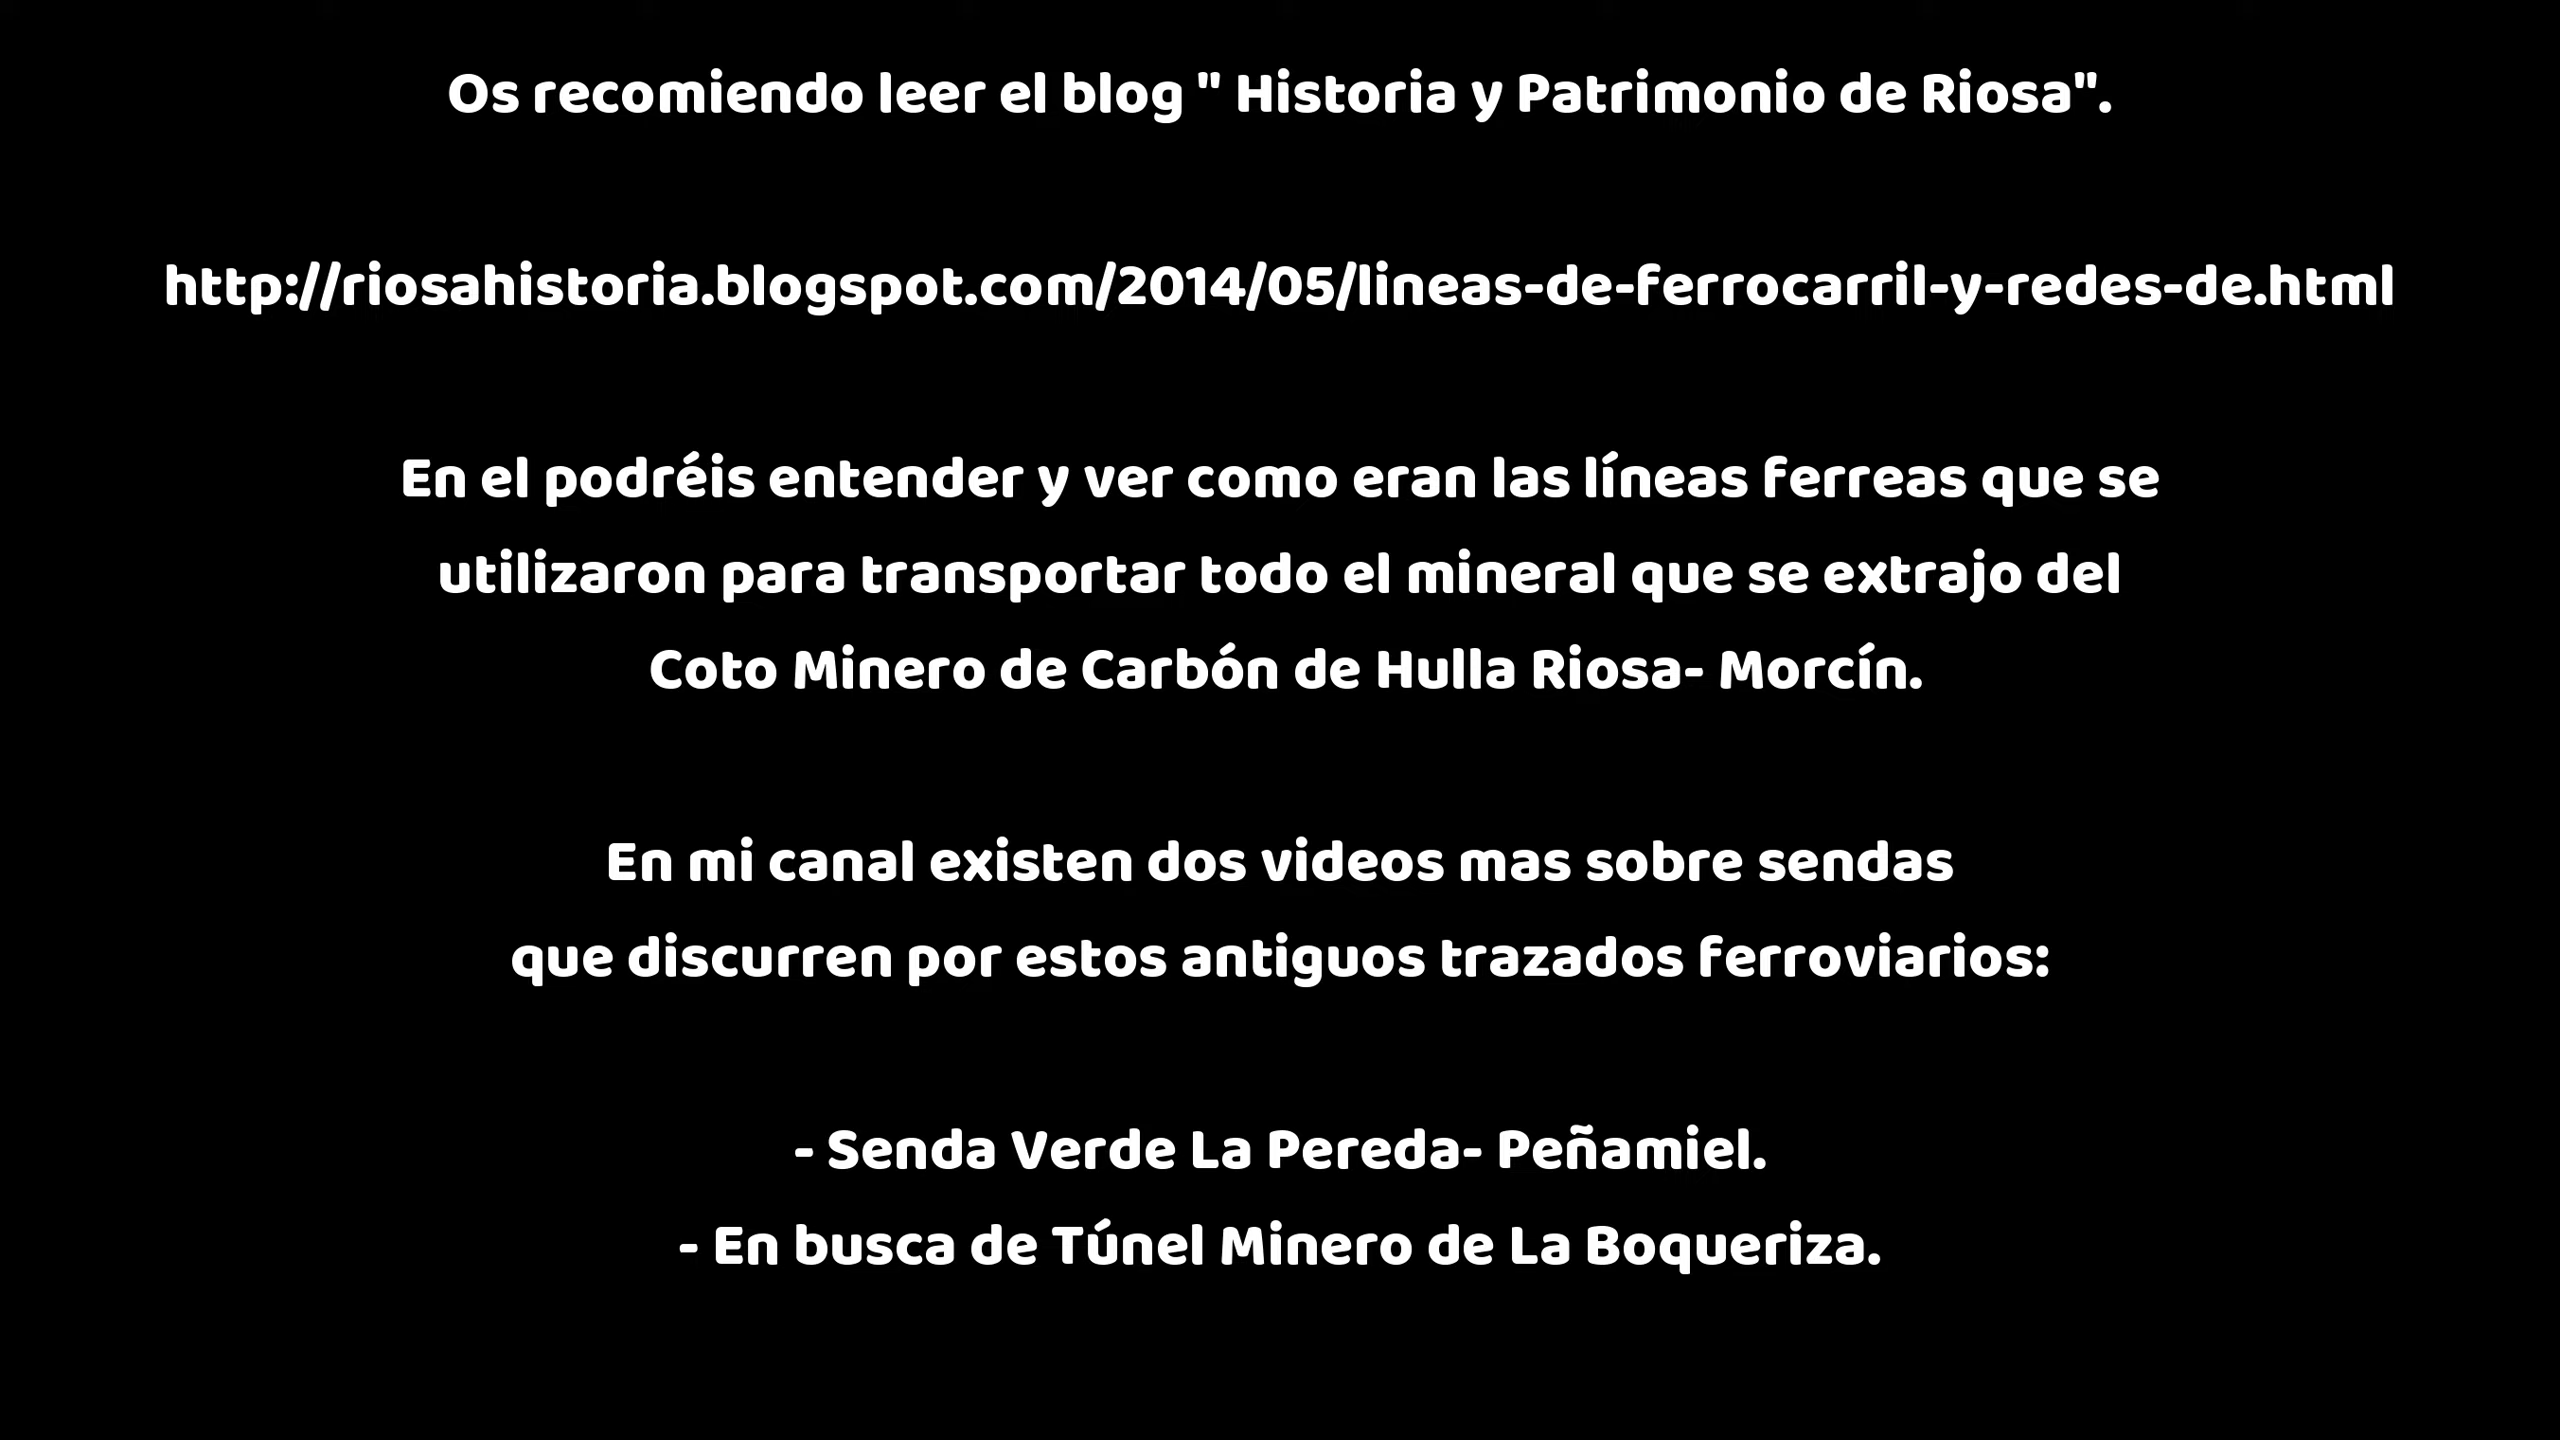 Os recomiendo leer el blog " Historia y Patrimonio de Riosa".
http://riosahistoria.blogspot.com/2014/05/lineas-de-ferrocarril-y-redes-de.html
En el podréis entender y ver como eran las líneas ferreas que se
utilizaron para transportar todo el mineral que se extrajo del
Coto Minero de Carbón de Hulla Riosa- Morcín.
En mi canal existen dos videos mas sobre sendas
que discurren por estos antiguos trazados ferroviarios:
- Senda Verde La Pereda- Peñamiel.
- En busca de Túnel Minero de La Boqueriza.